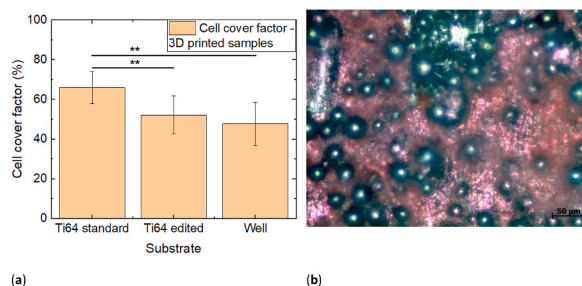 100
80
60
40
20
0
Cell cover factor (%)
Cell cover factor -
3D printed samples
**
**
Ti64 standard
Ti64 edited
Well
Substrate
50 µm
(a)
(b)